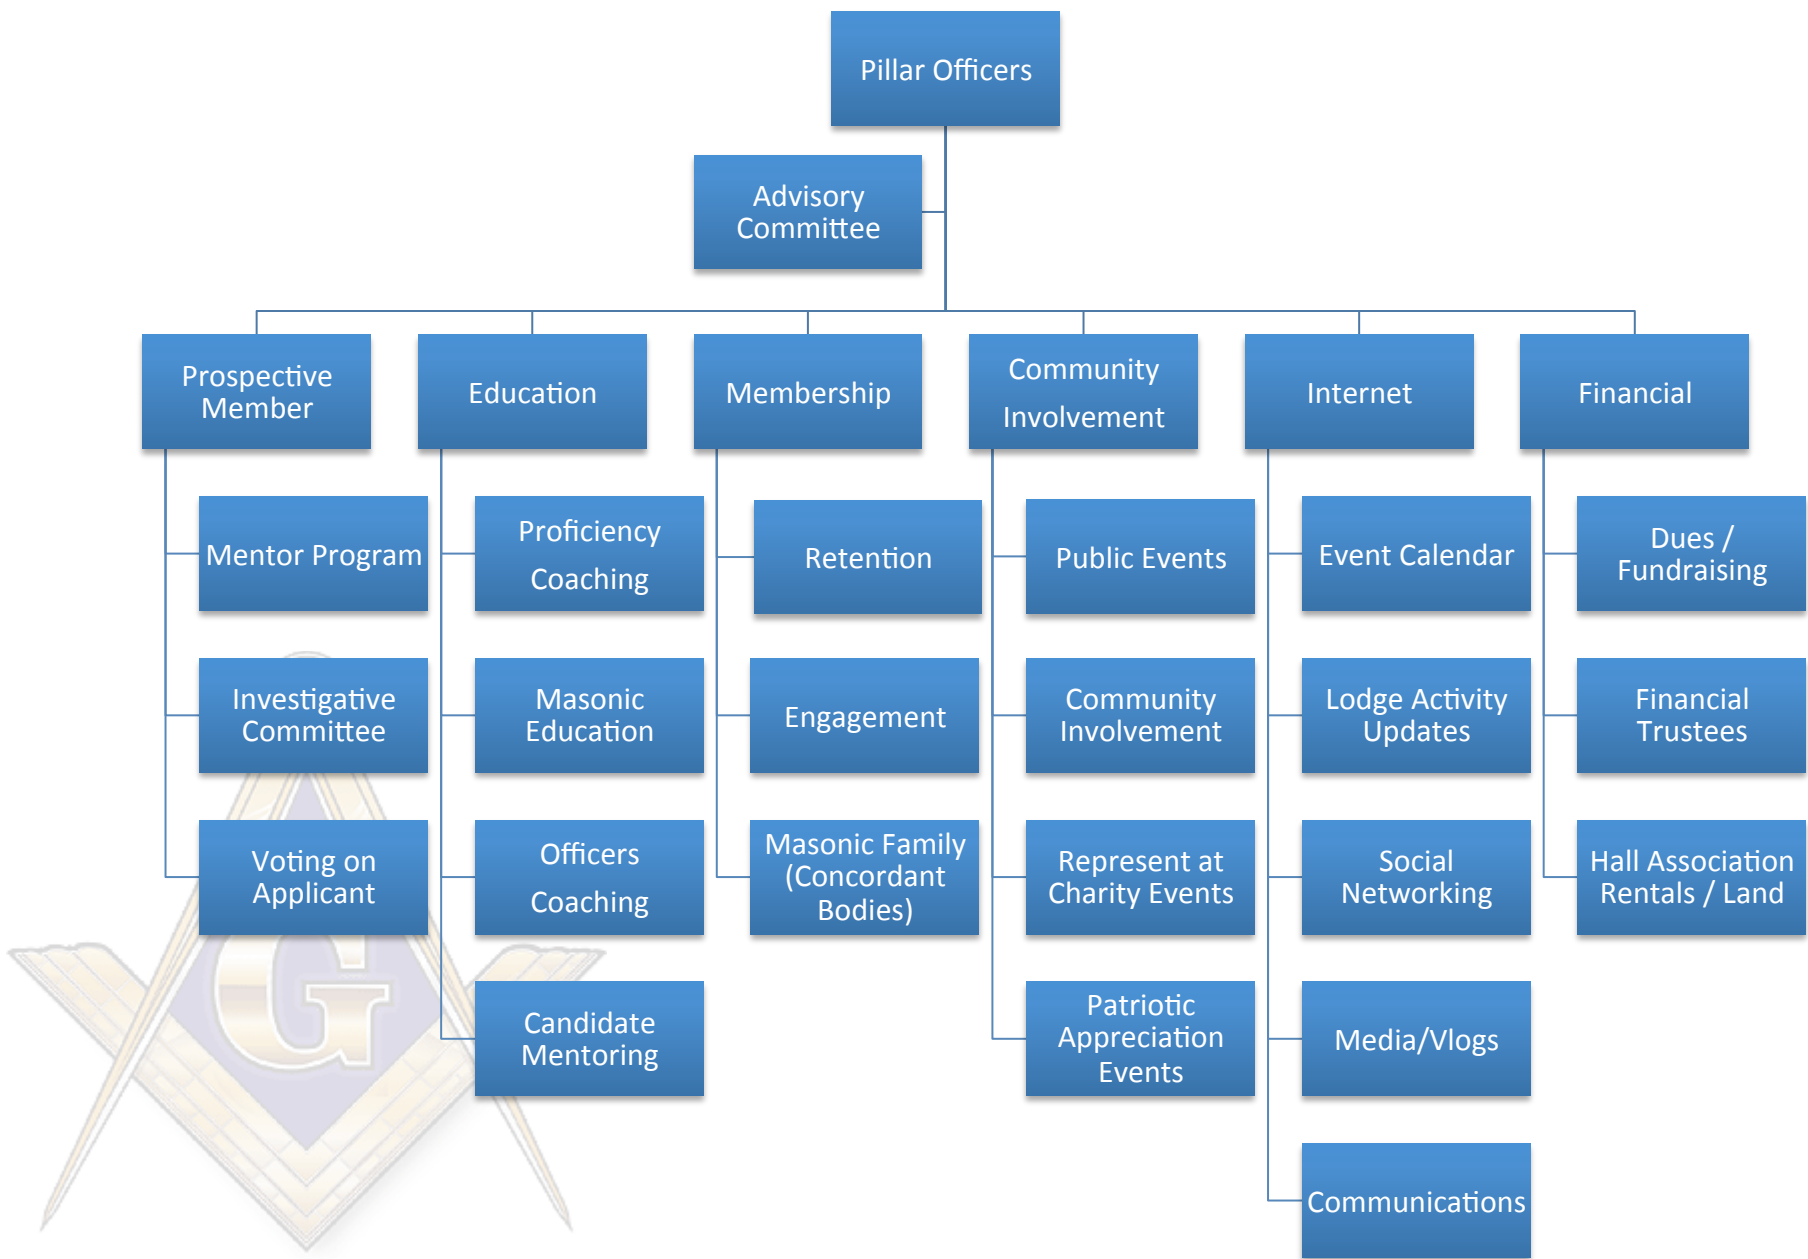 Pillar Officers
Advisory
Committee
Prospective
Member
Education
Membership
Community
Involvement
Internet
Financial
Mentor Program
Investigative
Committee
Voting on
Applicant
Proficiency
Coaching
Masonic
Education
Officers
Coaching
Candidate
Mentoring
Retention
Engagement
Masonic Family
(Concordant
Bodies)
Public Events
Community
Involvement
Represent at
Charity Events
Patriotic
Appreciation
Events
Event Calendar
Lodge Activity
Updates
Social
Networking
Media/Vlogs
Communications
Dues /
Fundraising
Financial
Trustees
Hall Association
Rentals / Land
G